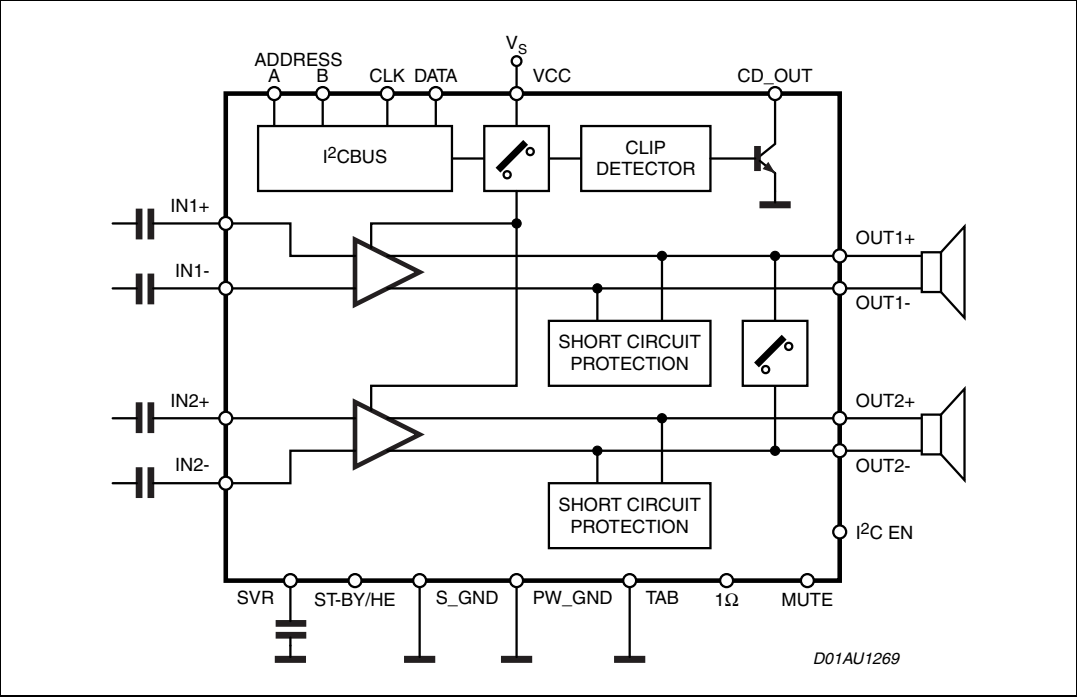 V_S
ADDRESS
A B CLK DATA VCC CD_OUT
I²CBUS
CLIP
DETECTOR
IN1+
OUT1+
IN1-
OUT1-
SHORT CIRCUIT
PROTECTION
IN2+
OUT2+
IN2-
OUT2-
SHORT CIRCUIT
PROTECTION
I²C EN
SVR ST-BY/HE S_GND PW_GND TAB 1Ω MUTE
D01AU1269